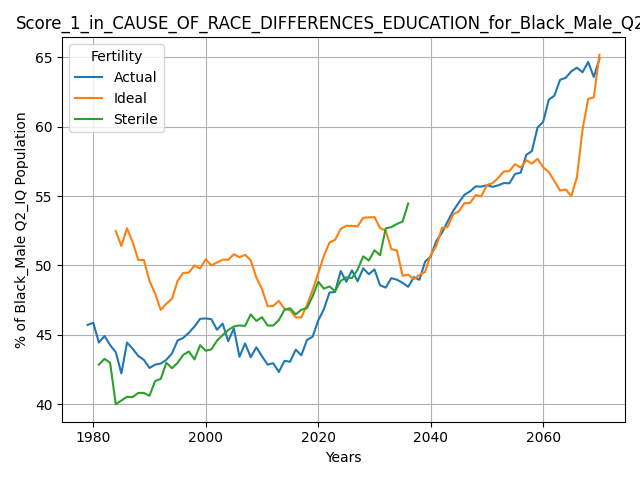 Score_1_in_CAUSE_OF_RACE_DIFFERENCES_EDUCATION_for_Black_Male_Q2
Fertility
Actual
Ideal
Sterile
% of Black_Male Q2_IQ Population
65
60
55
50
45
40
1980
2000
2020
2040
2060
Years